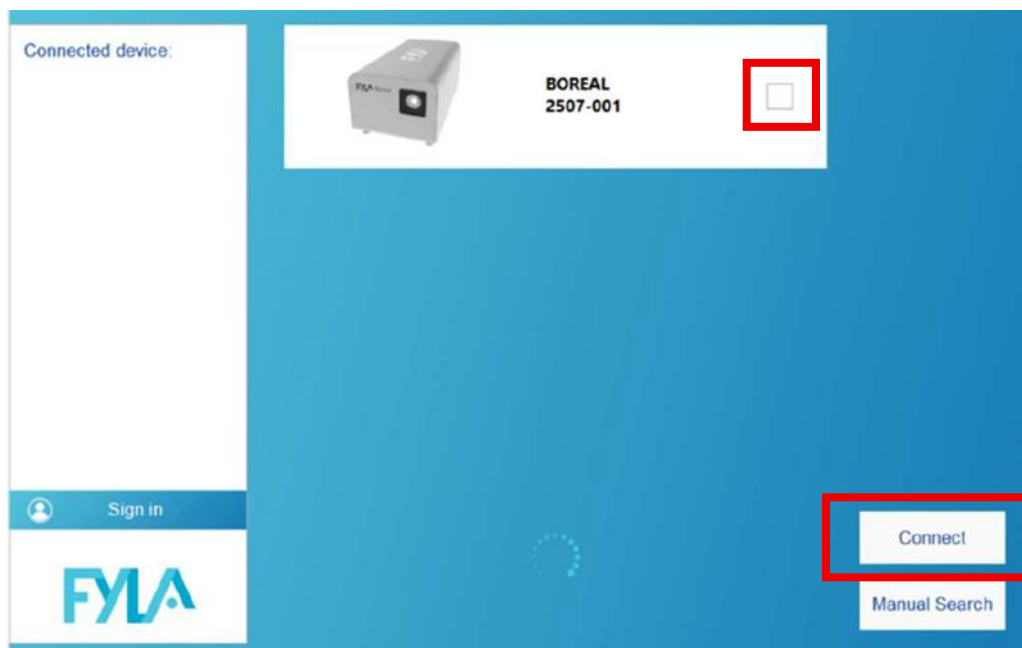 Connected device:
BOREAL
2507-001
Sign in
FYLA
Connect
Manual Search